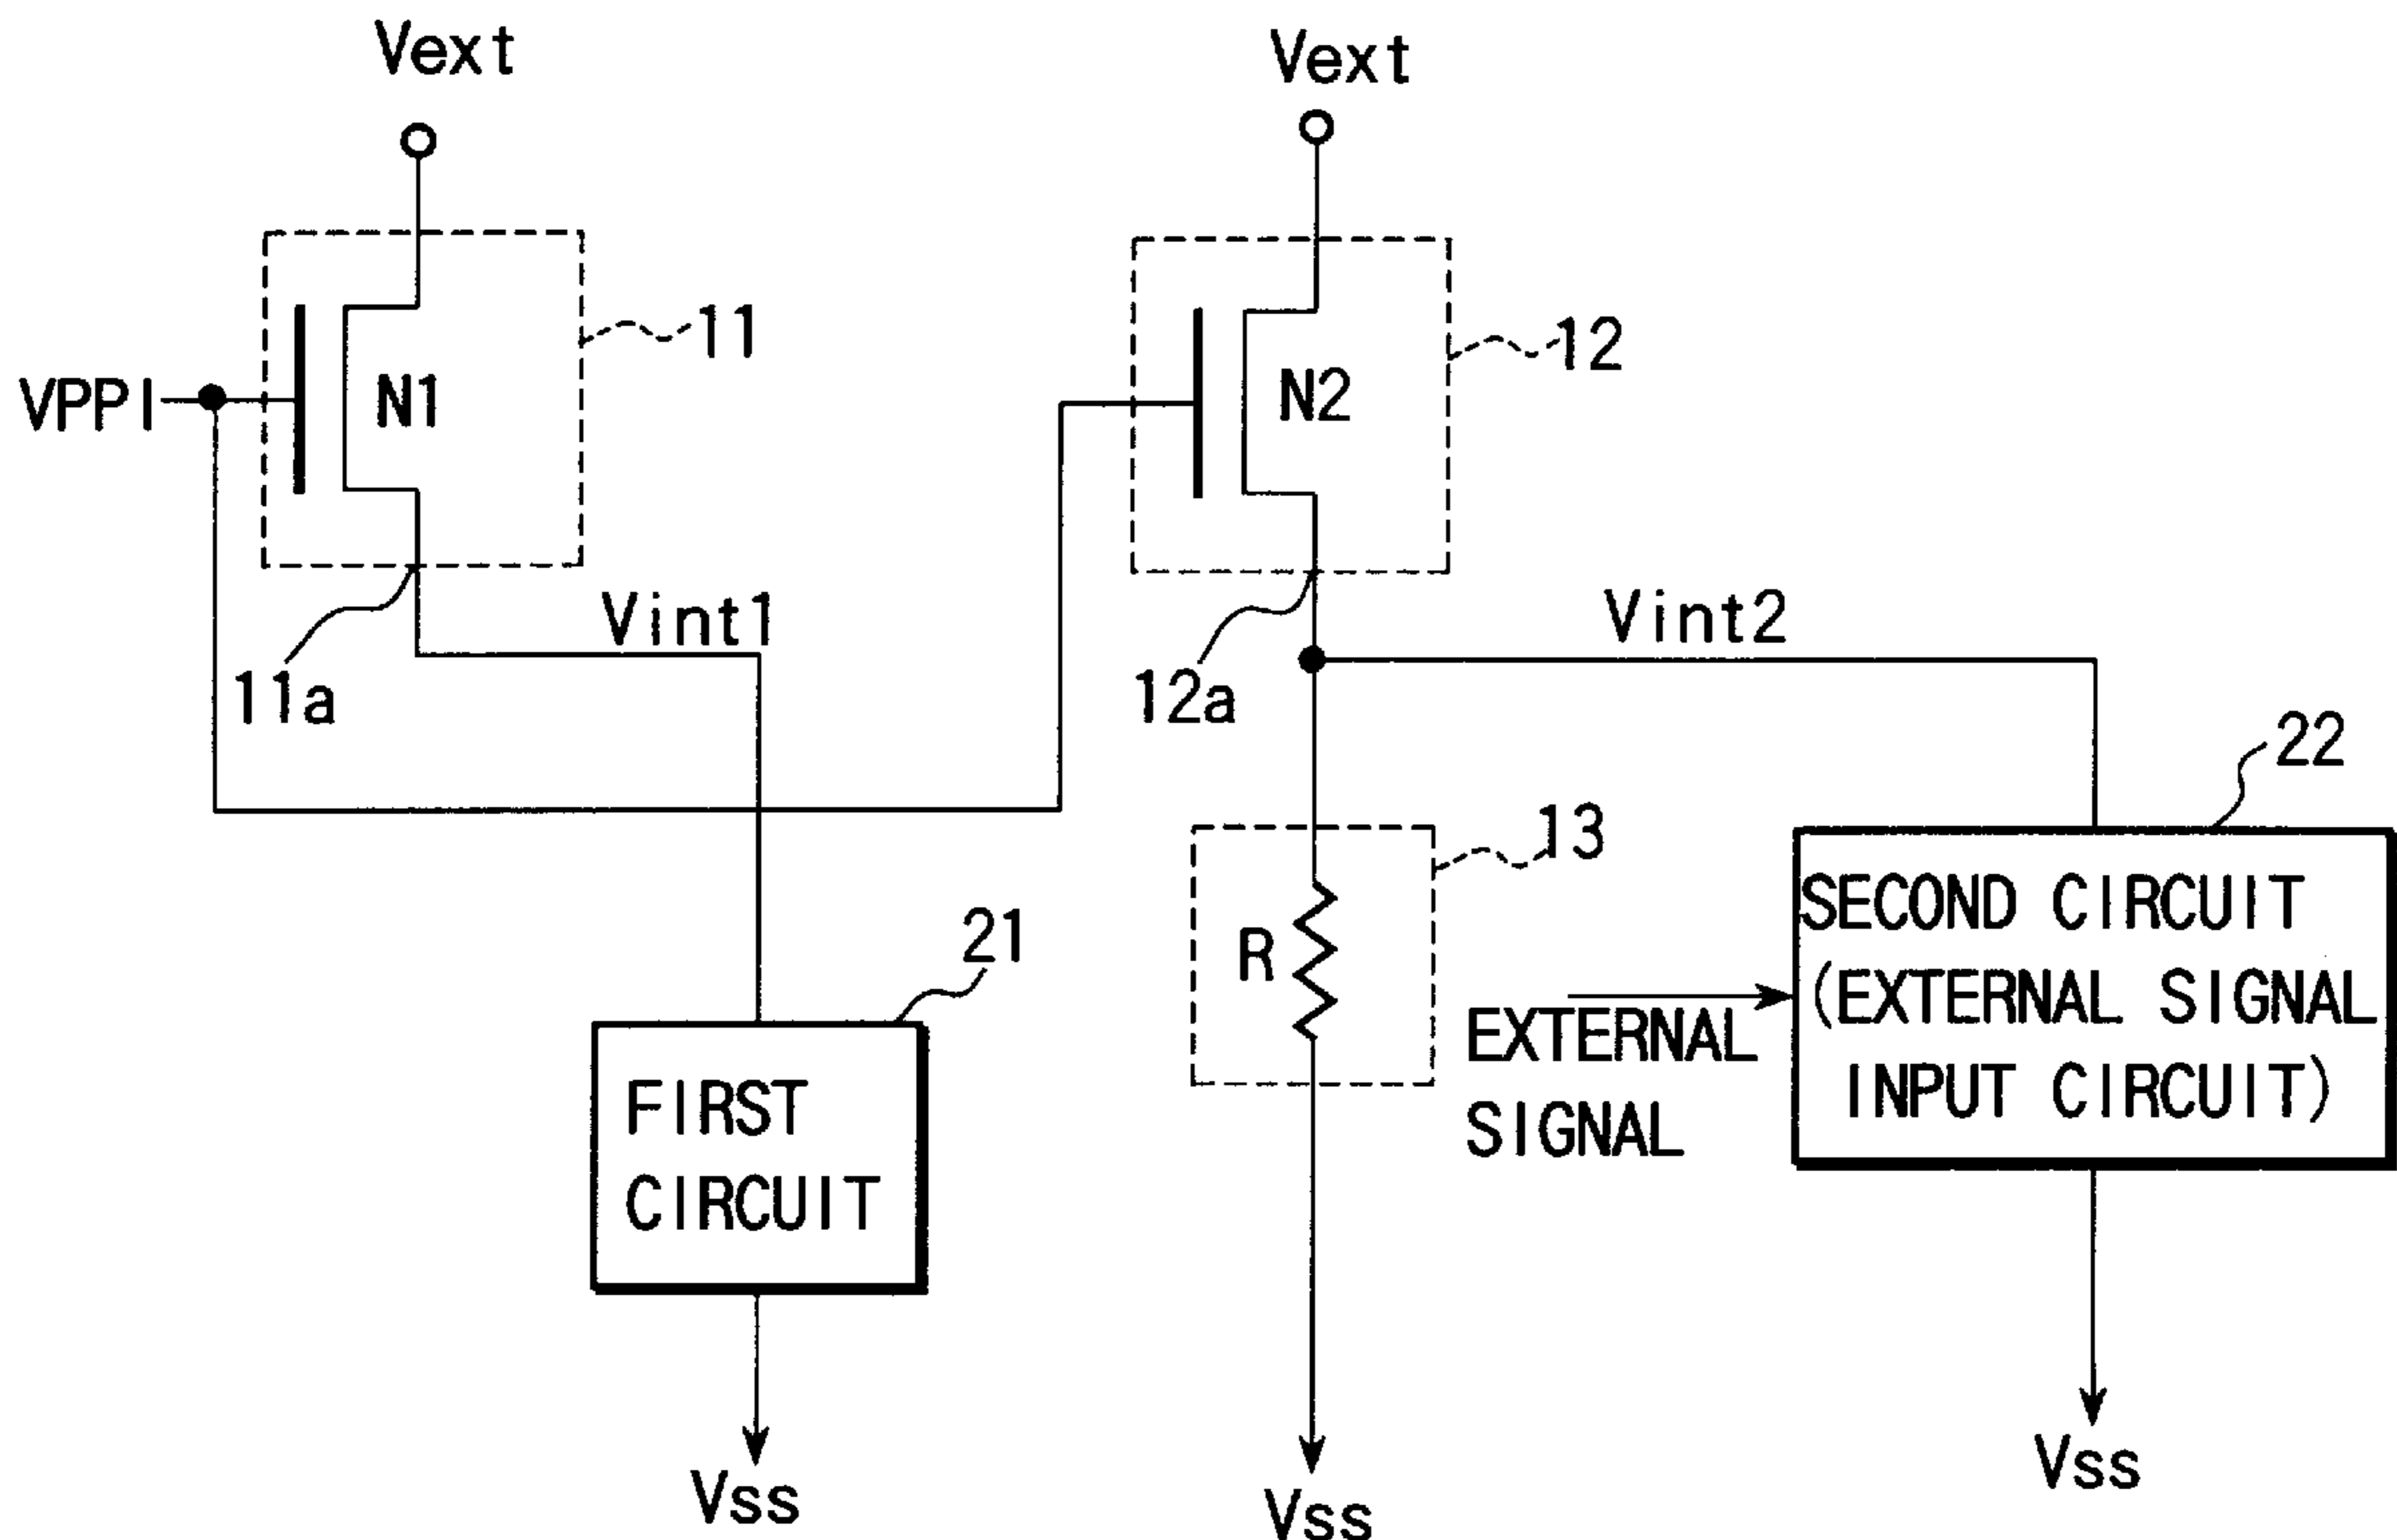 Vext
Vext
11
12
VPPI
N1
N2
Vint1
Vint2
11a
12a
22
13
21
SECOND CIRCUIT
(EXTERNAL SIGNAL
INPUT CIRCUIT)
R
EXTERNAL
SIGNAL
FIRST
CIRCUIT
Vss
Vss
Vss